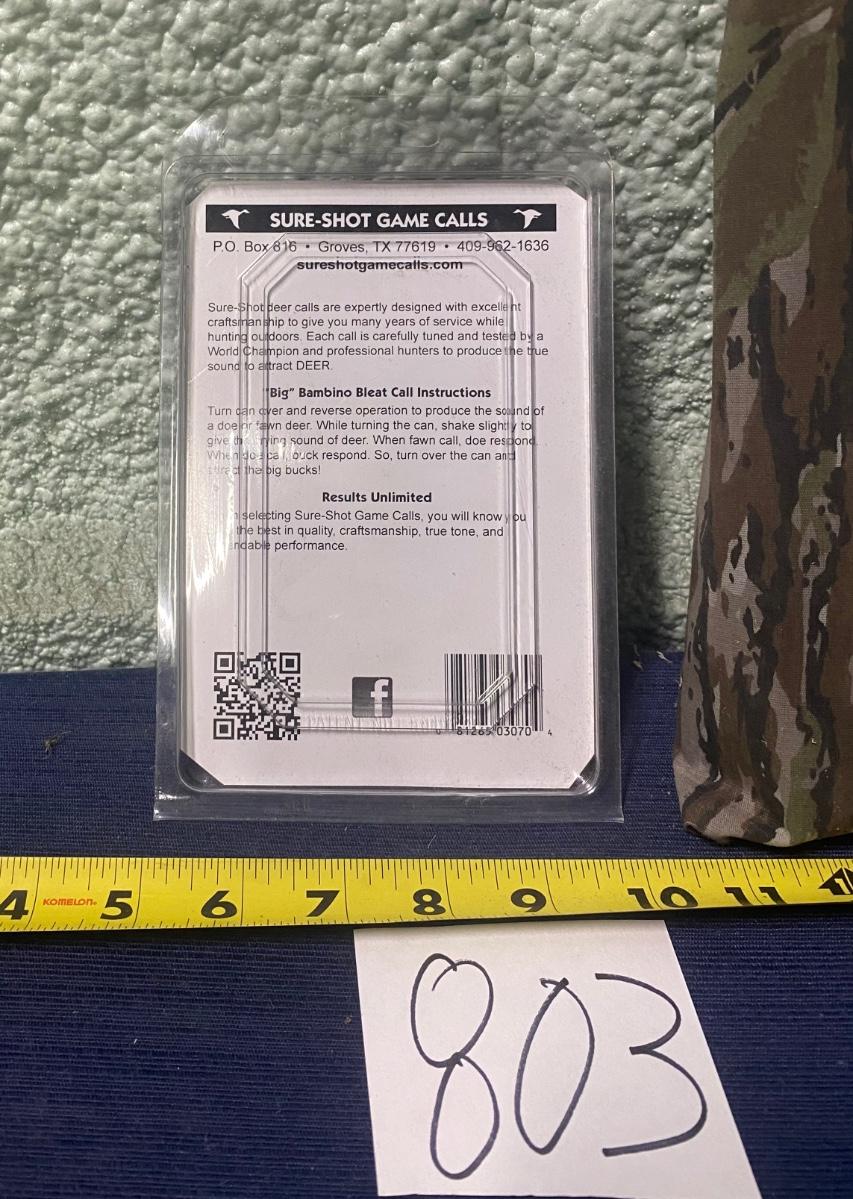 SURE-SHOT GAME CALLS
P.O. Box 816 • Groves, TX 77619 • 409-962-1636
sureshotgamecalls.com
Sure-Shot deer calls are expertly designed with excellent
craftsmanship to give you many years of service while
hunting outdoors. Each call is carefully tuned and tested by a
World Champion and professional hunters to produce the true
sound to attract DEER.
"Big" Bambino Bleat Call Instructions
Turn can over and reverse operation to produce the sound of
a doe or fawn deer. While turning the can, shake slightly to
give the crying sound of deer. When fawn call, doe respond.
When doe call, buck respond. So, turn over the can and
attract the big bucks!
Results Unlimited
selecting Sure-Shot Game Calls, you will know you
the best in quality, craftsmanship, true tone, and
performance.
f
0 81265 03070 4
4 KOMELON 5 6 7 8 9 10 11
803